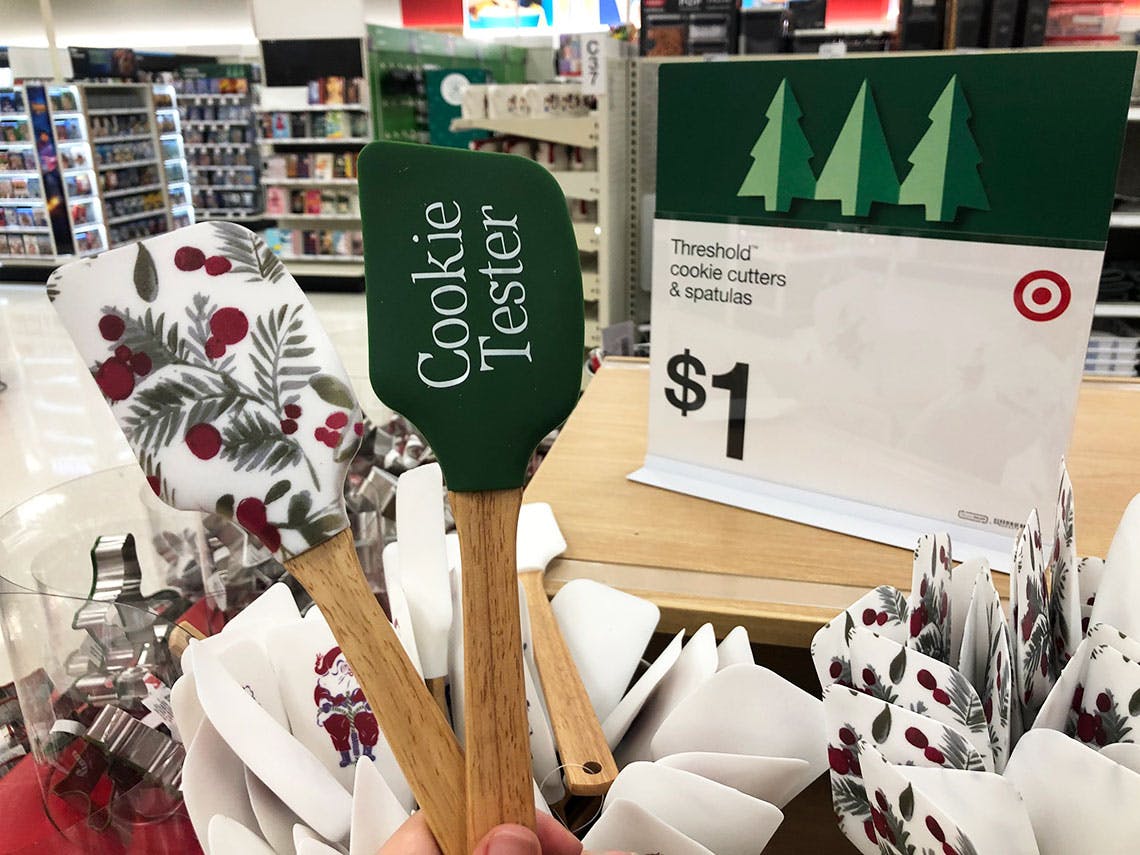 C37
Cookie
Tester
Threshold™
cookie cutters
& spatulas
$1